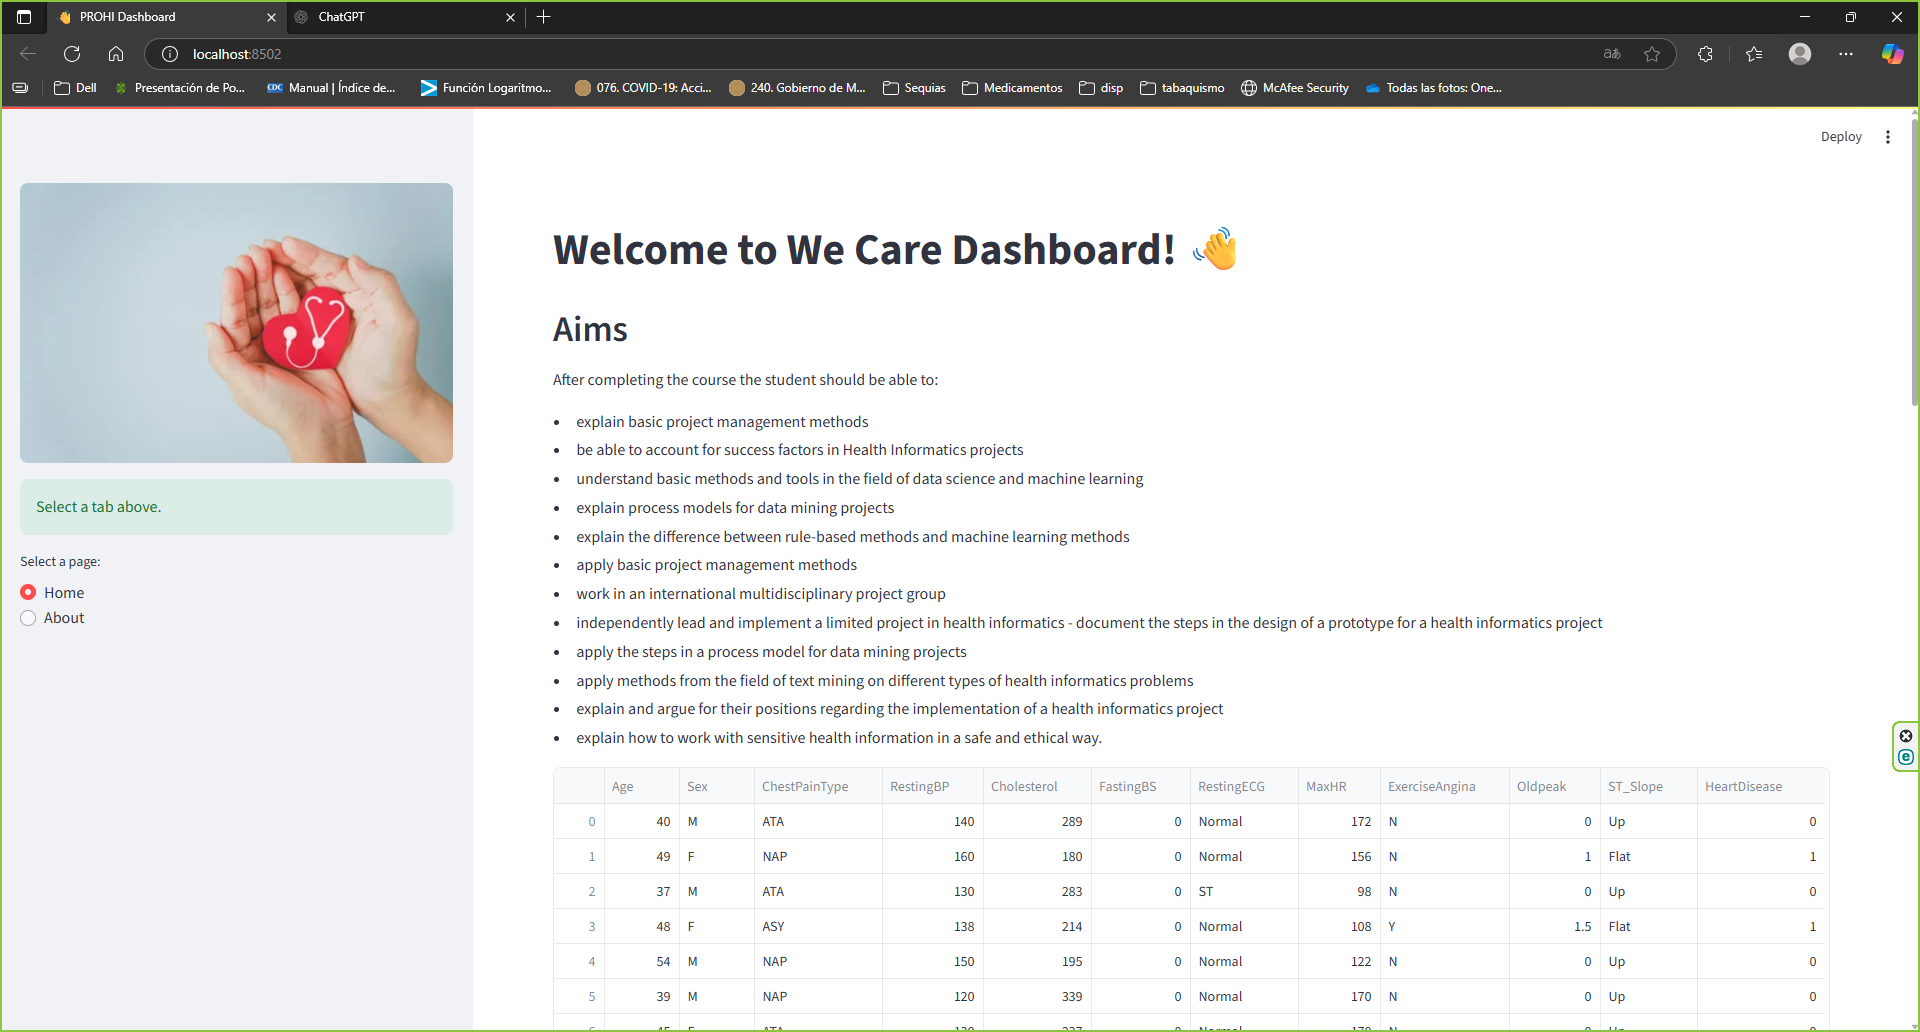 PROHI Dashboard
ChatGPT
localhost:8502
Dell
Presentación de Po...
CDC Manual | Índice de...
Función Logaritmo...
076. COVID-19: Acci...
240. Gobierno de M...
Sequias
Medicamentos
disp
tabaquismo
McAfee Security
Todas las fotos: One...
Deploy
Select a tab above.
Select a page:
Home
About
Welcome to We Care Dashboard! 👋
Aims
After completing the course the student should be able to:
• explain basic project management methods
• be able to account for success factors in Health Informatics projects
• understand basic methods and tools in the field of data science and machine learning
• explain process models for data mining projects
• explain the difference between rule-based methods and machine learning methods
• apply basic project management methods
• work in an international multidisciplinary project group
• independently lead and implement a limited project in health informatics - document the steps in the design of a prototype for a health informatics project
• apply the steps in a process model for data mining projects
• apply methods from the field of text mining on different types of health informatics problems
• explain and argue for their positions regarding the implementation of a health informatics project
• explain how to work with sensitive health information in a safe and ethical way.
Age Sex ChestPainType RestingBP Cholesterol FastingBS RestingECG MaxHR ExerciseAngina Oldpeak ST_Slope HeartDisease
0 40 M ATA 140 289 0 Normal 172 N 0 Up 0
1 49 F NAP 160 180 0 Normal 156 N 1 Flat 1
2 37 M ATA 130 283 0 ST 98 N 0 Up 0
3 48 F ASY 138 214 0 Normal 108 Y 1.5 Flat 1
4 54 M NAP 150 195 0 Normal 122 N 0 Up 0
5 39 M NAP 120 339 0 Normal 170 N 0 Up 0